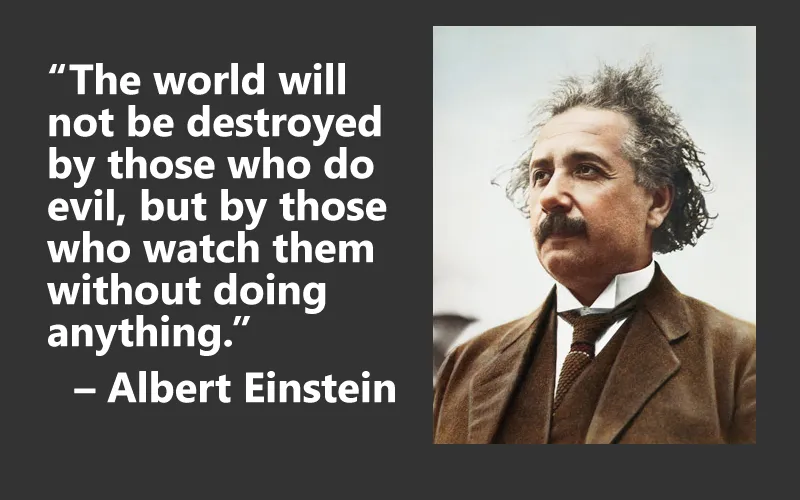 “The world will
not be destroyed
by those who do
evil, but by those
who watch them
without doing
anything.”
– Albert Einstein